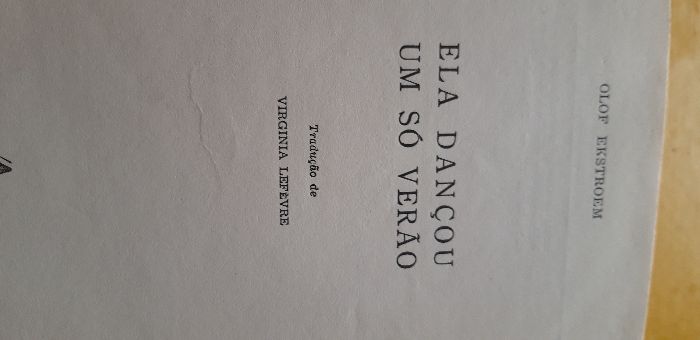 OLOF EKSTROEM
ELA DANÇOU
UM SÓ VERÃO
Tradução de
VIRGINIA LEFÈVRE